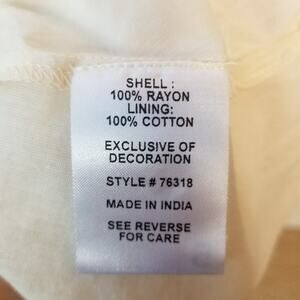 SHELL :
100% RAYON
LINING:
100% COTTON
EXCLUSIVE OF
DECORATION
STYLE # 76318
MADE IN INDIA
SEE REVERSE
FOR CARE